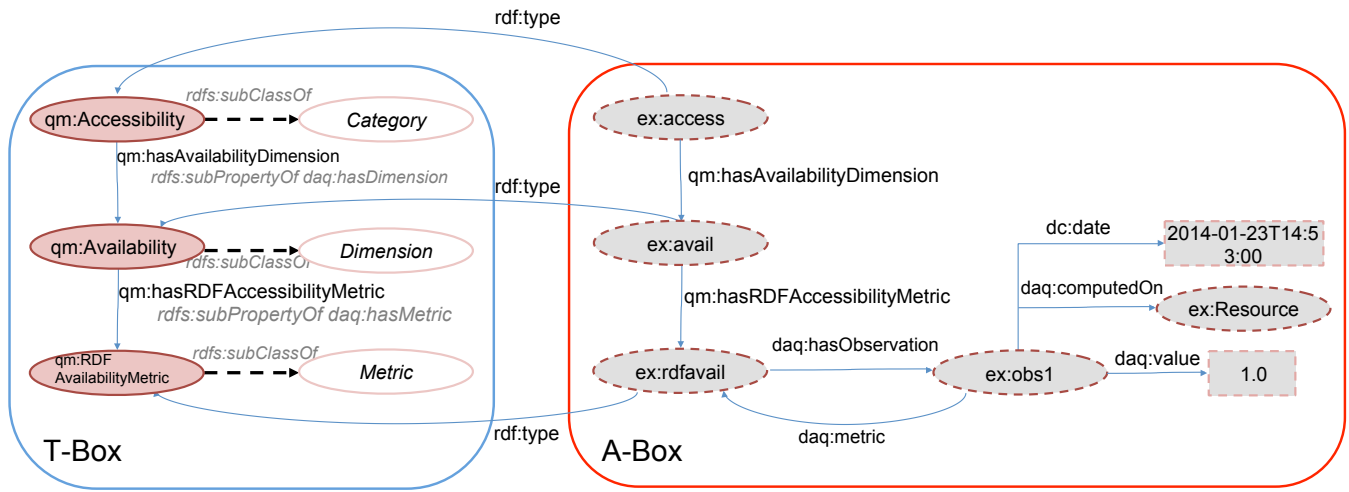 rdf:type
rdfs:subClassOf
qm:Accessibility
Category
ex:access
qm:hasAvailabilityDimension
rdfs:subPropertyOf daq:hasDimension
qm:hasAvailabilityDimension
rdf:type
qm:Availability
Dimension
rdfs:subClassOf
ex:avail
dc:date
2014-01-23T14:5
3:00
qm:hasRDFAccessibilityMetric
rdfs:subPropertyOf daq:hasMetric
qm:hasRDFAccessibilityMetric
daq:computedOn
ex:Resource
rdfs:subClassOf
qm:RDF
AvailabilityMetric
Metric
ex:rdfavail
daq:hasObservation
ex:obs1
daq:value
1.0
rdf:type
daq:metric
T-Box
A-Box